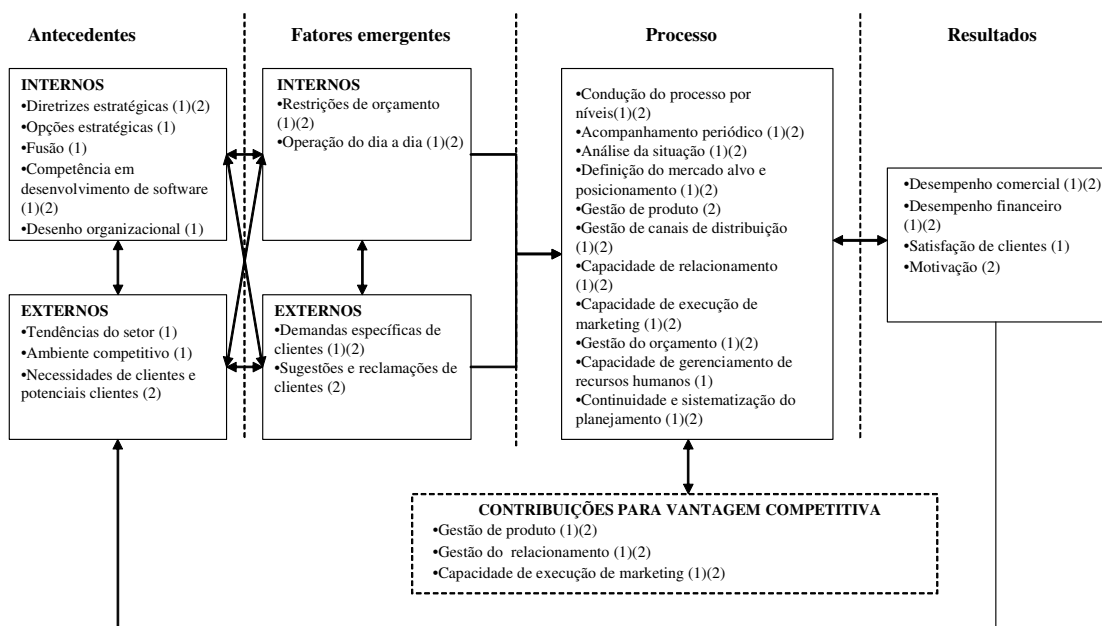 Antecedentes
Fatores emergentes
Processo
Resultados
INTERNOS
•Diretrizes estratégicas (1)(2)
•Opções estratégicas (1)
•Fusão (1)
•Competência em
desenvolvimento de software
(1)(2)
•Desenho organizacional (1)
EXTERNOS
•Tendências do setor (1)
•Ambiente competitivo (1)
•Necessidades de clientes e
potenciais clientes (2)
INTERNOS
•Restrições de orçamento
(1)(2)
•Operação do dia a dia (1)(2)
EXTERNOS
•Demandas específicas de
clientes (1)(2)
•Sugestões e reclamações de
clientes (2)
•Condução do processo por
níveis(1)(2)
•Acompanhamento periódico (1)(2)
•Análise da situação (1)(2)
•Definição do mercado alvo e
posicionamento (1)(2)
•Gestão de produto (2)
•Gestão de canais de distribuição
(1)(2)
•Capacidade de relacionamento
(1)(2)
•Capacidade de execução de
marketing (1)(2)
•Gestão do orçamento (1)(2)
•Capacidade de gerenciamento de
recursos humanos (1)
•Continuidade e sistematização do
planejamento (1)(2)
•Desempenho comercial (1)(2)
•Desempenho financeiro
(1)(2)
•Satisfação de clientes (1)
•Motivação (2)
CONTRIBUIÇÕES PARA VANTAGEM COMPETITIVA
•Gestão de produto (1)(2)
•Gestão do relacionamento (1)(2)
•Capacidade de execução de marketing (1)(2)